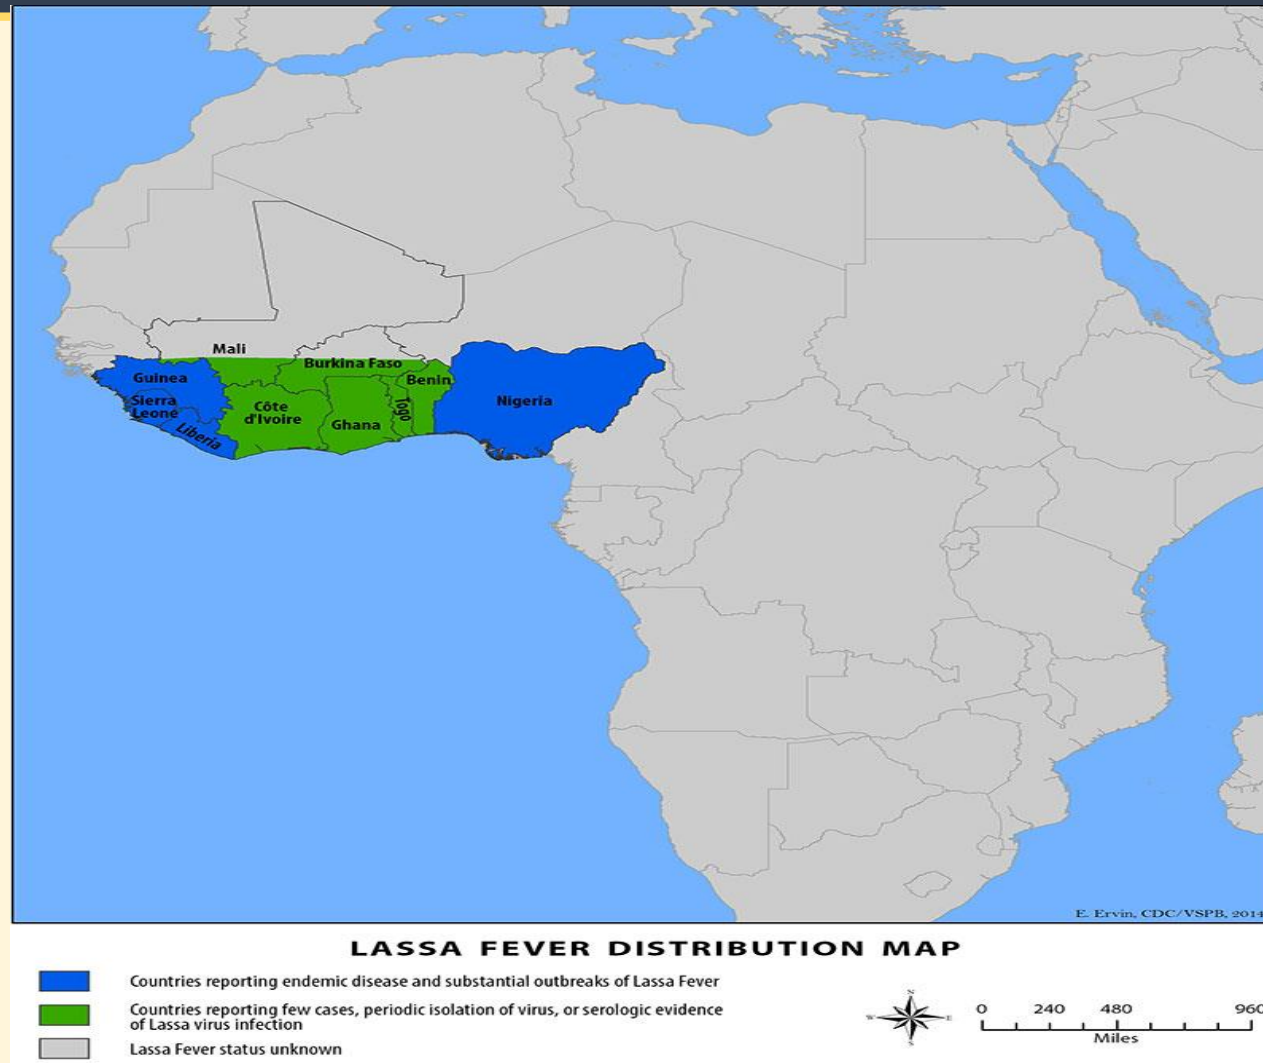 Mali
Burkina Faso
Guinea
Benin
Nigeria
Sierra
Leone
Côte
d'Ivoire
Togo
Ghana
Liberia
E. Ervin, CDC/VSPB, 2014
LASSA FEVER DISTRIBUTION MAP
Countries reporting endemic disease and substantial outbreaks of Lassa Fever
Countries reporting few cases, periodic isolation of virus, or serologic evidence
of Lassa virus infection
Lassa Fever status unknown
N
W E
S
0 240 480 960
Miles